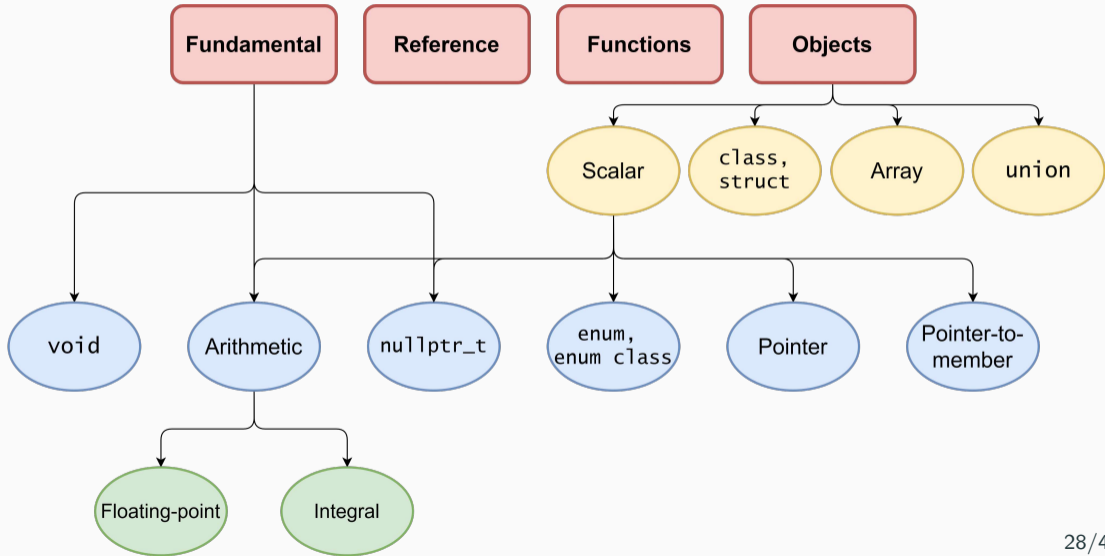 Fundamental
Reference
Functions
Objects
Scalar
class,
struct
Array
union
void
Arithmetic
nullptr_t
enum,
enum class
Pointer
Pointer-to-
member
Floating-point
Integral
28/4